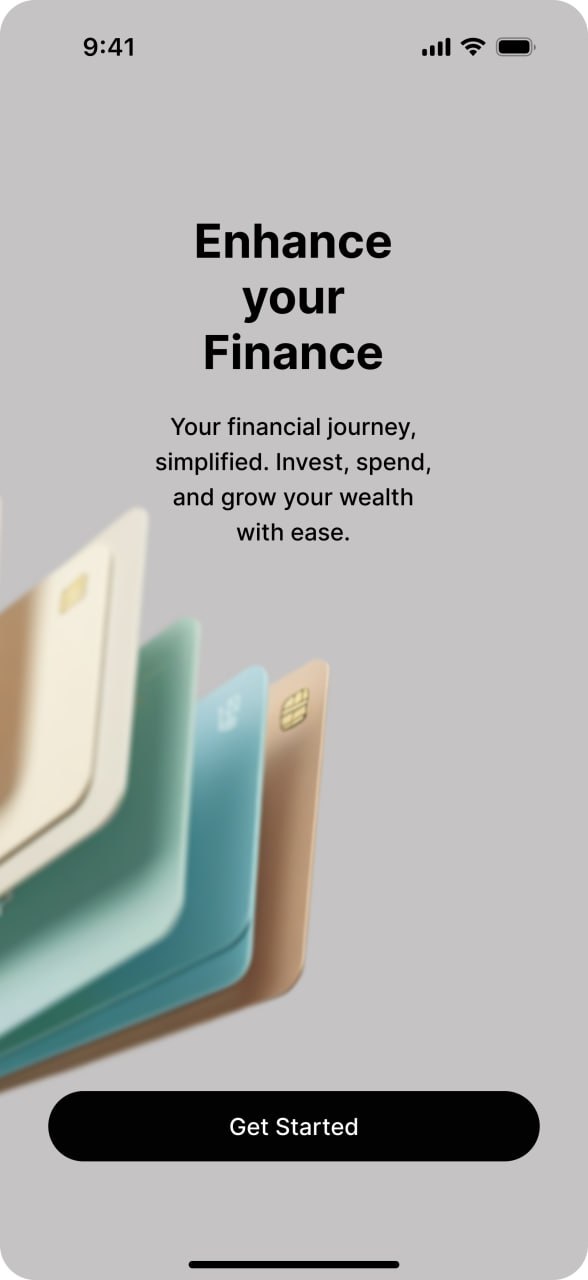 9:41
Enhance
your
Finance
Your financial journey,
simplified. Invest, spend,
and grow your wealth
with ease.
Get Started